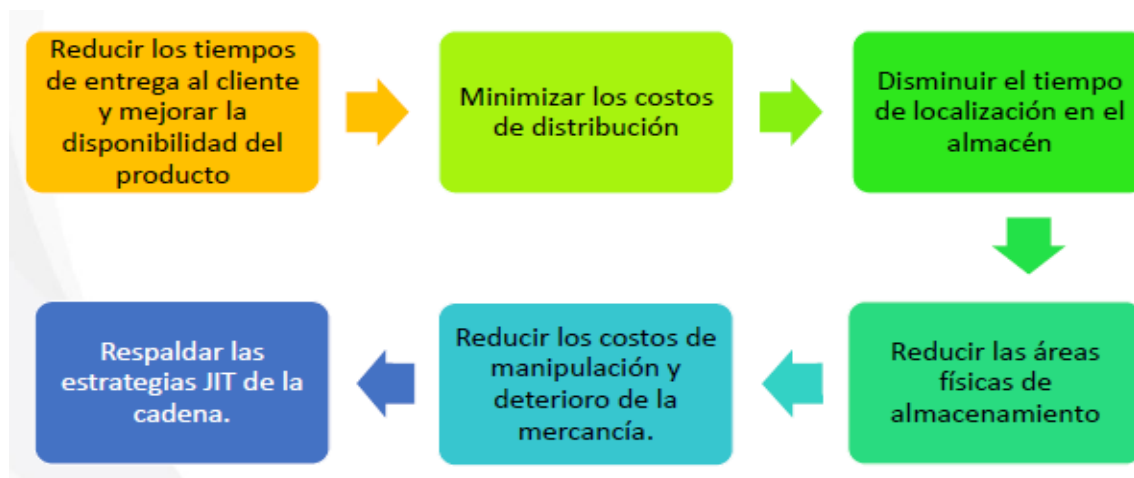 Reducir los tiempos
de entrega al cliente
y mejorar la
disponibilidad del
producto
Minimizar los costos
de distribución
Disminuir el tiempo
de localización en el
almacén
Reducir las áreas
físicas de
almacenamiento
Reducir los costos de
manipulación y
deterioro de la
mercancía.
Respaldar las
estrategias JIT de la
cadena.